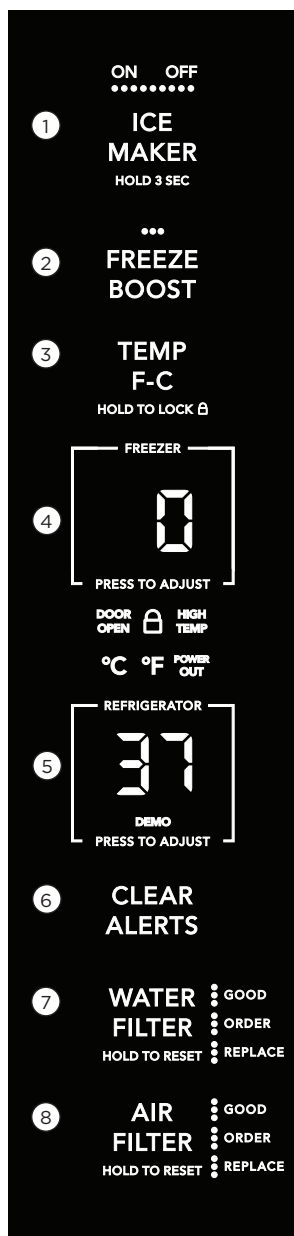 ON OFF
1
ICE
MAKER
HOLD 3 SEC
2
FREEZE
BOOST
3
TEMP
F-C
HOLD TO LOCK
FREEZER
4
0
PRESS TO ADJUST
DOOR OPEN HIGH TEMP
°C °F POWER OUT
REFRIGERATOR
5
37
DEMO
PRESS TO ADJUST
6
CLEAR
ALERTS
7
WATER
FILTER
HOLD TO RESET
GOOD
ORDER
REPLACE
8
AIR
FILTER
HOLD TO RESET
GOOD
ORDER
REPLACE